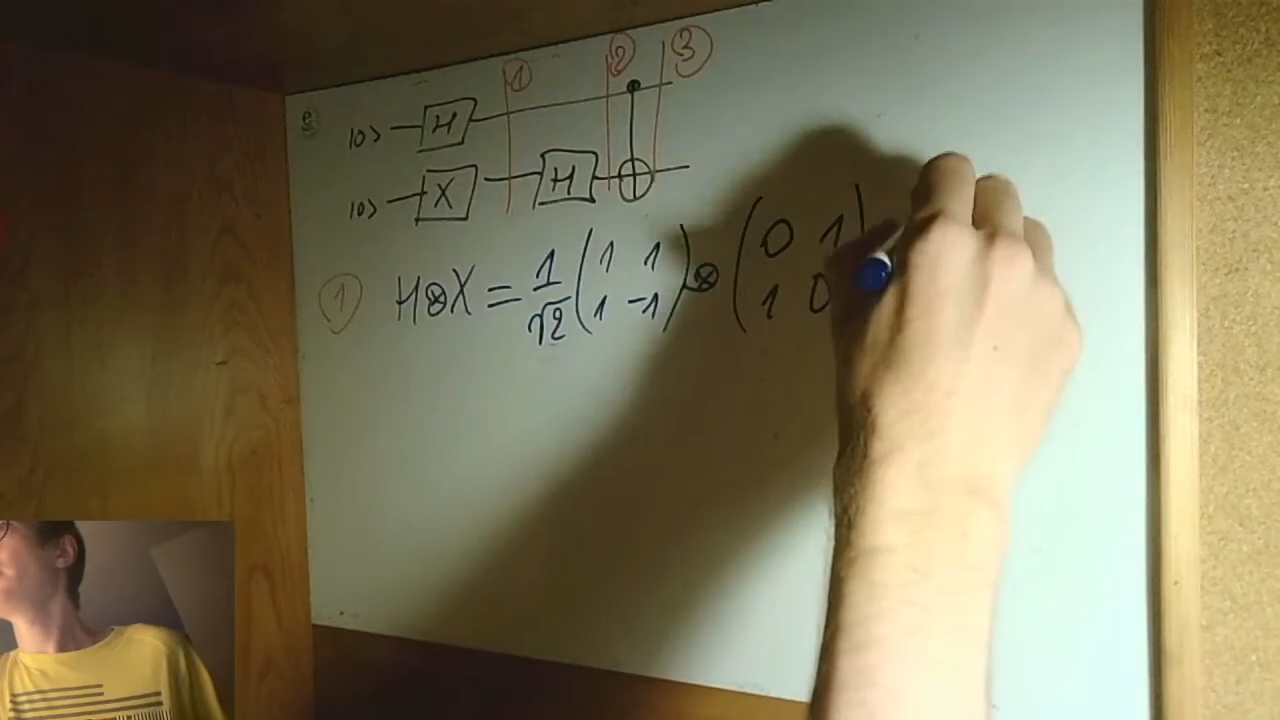 e)
① ② ③
|0> H
|0> X H
① H⊗X = 1/√2 (1 1 ⊗ (0 1)
1 -1) (1 0